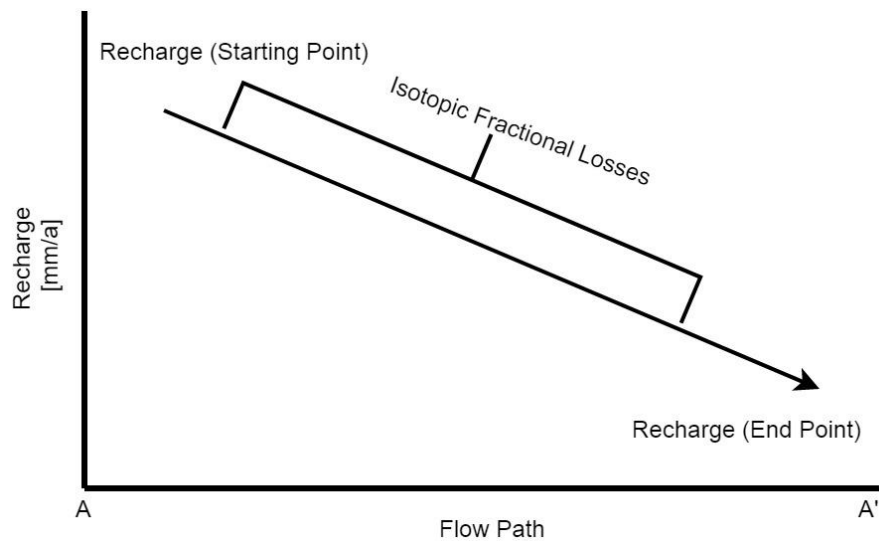 Recharge (Starting Point)
Isotopic Fractional Losses
Recharge
[mm/a]
Recharge (End Point)
A
A'
Flow Path